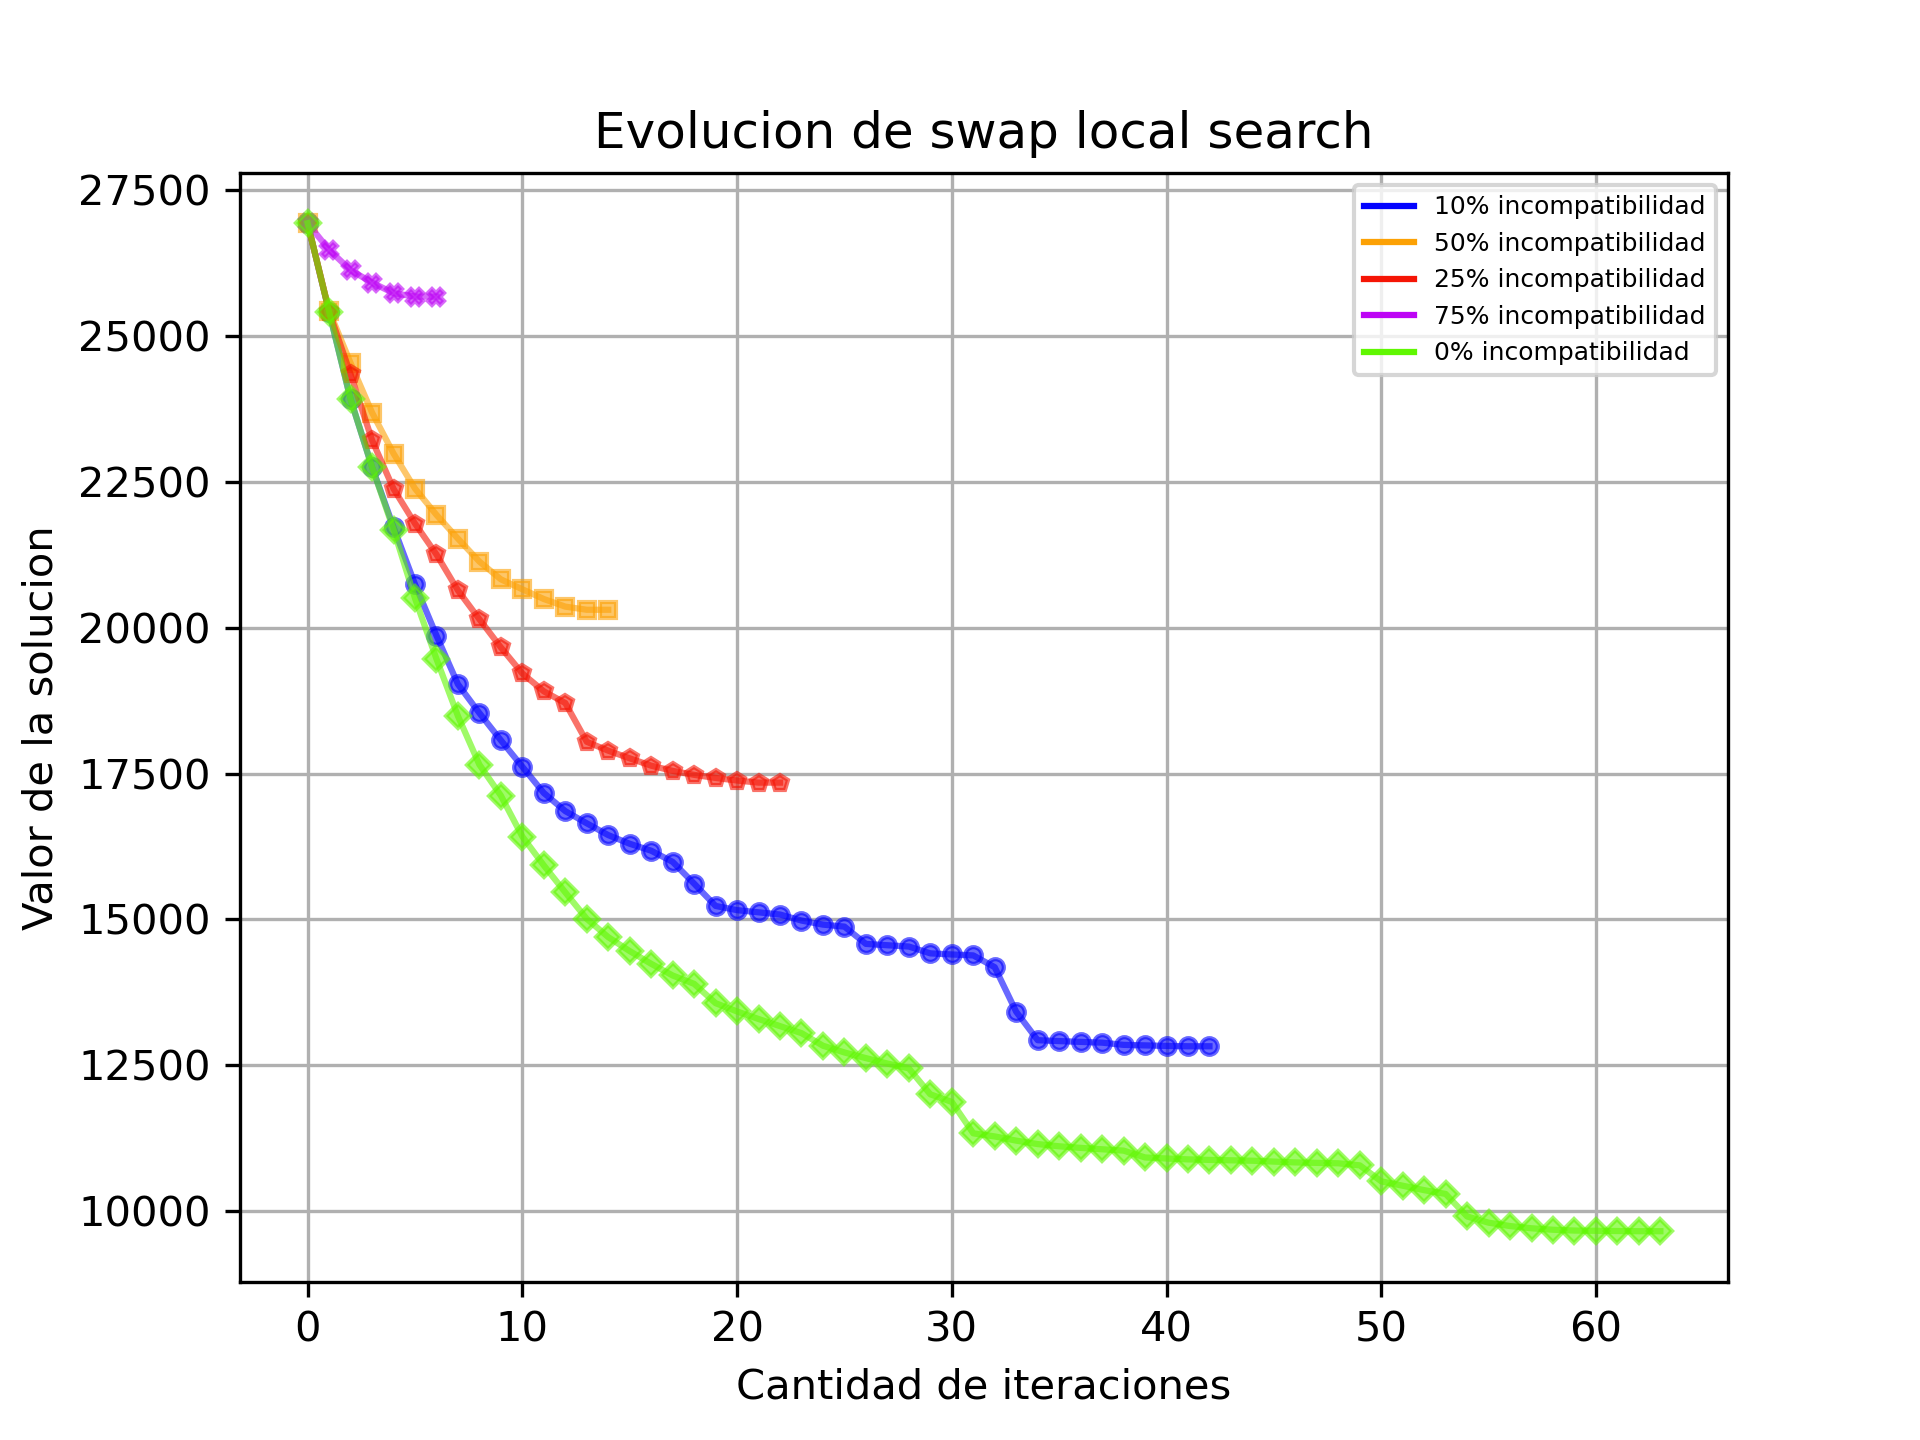 Evolucion de swap local search
27500
25000
22500
20000
17500
15000
12500
10000
Valor de la solucion
10% incompatibilidad
50% incompatibilidad
25% incompatibilidad
75% incompatibilidad
0% incompatibilidad
0 10 20 30 40 50 60
Cantidad de iteraciones